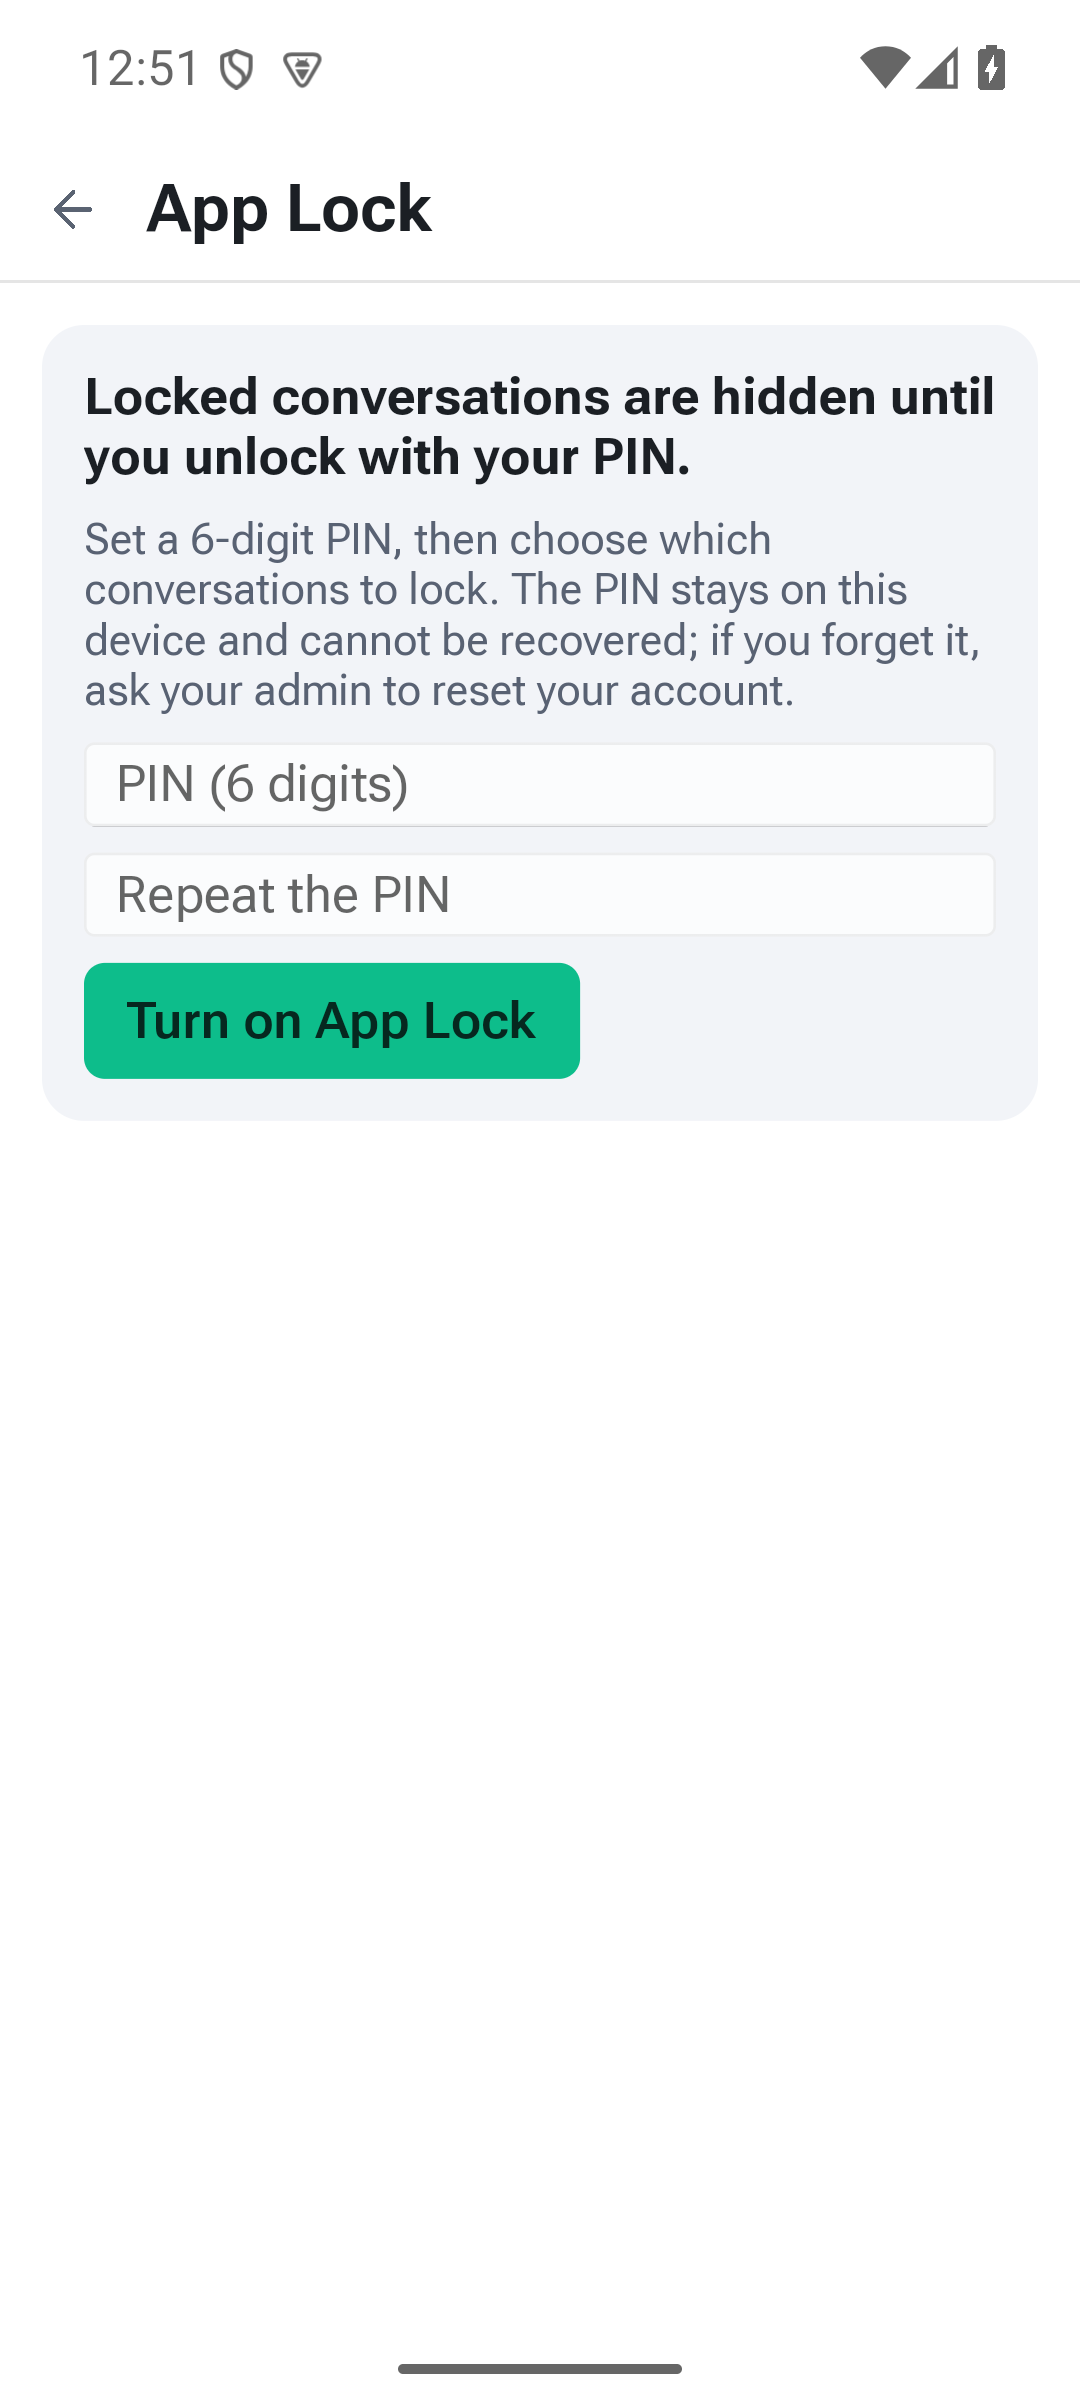 12:51
App Lock
Locked conversations are hidden until
you unlock with your PIN.
Set a 6-digit PIN, then choose which
conversations to lock. The PIN stays on this
device and cannot be recovered; if you forget it,
ask your admin to reset your account.
PIN (6 digits)
Repeat the PIN
Turn on App Lock